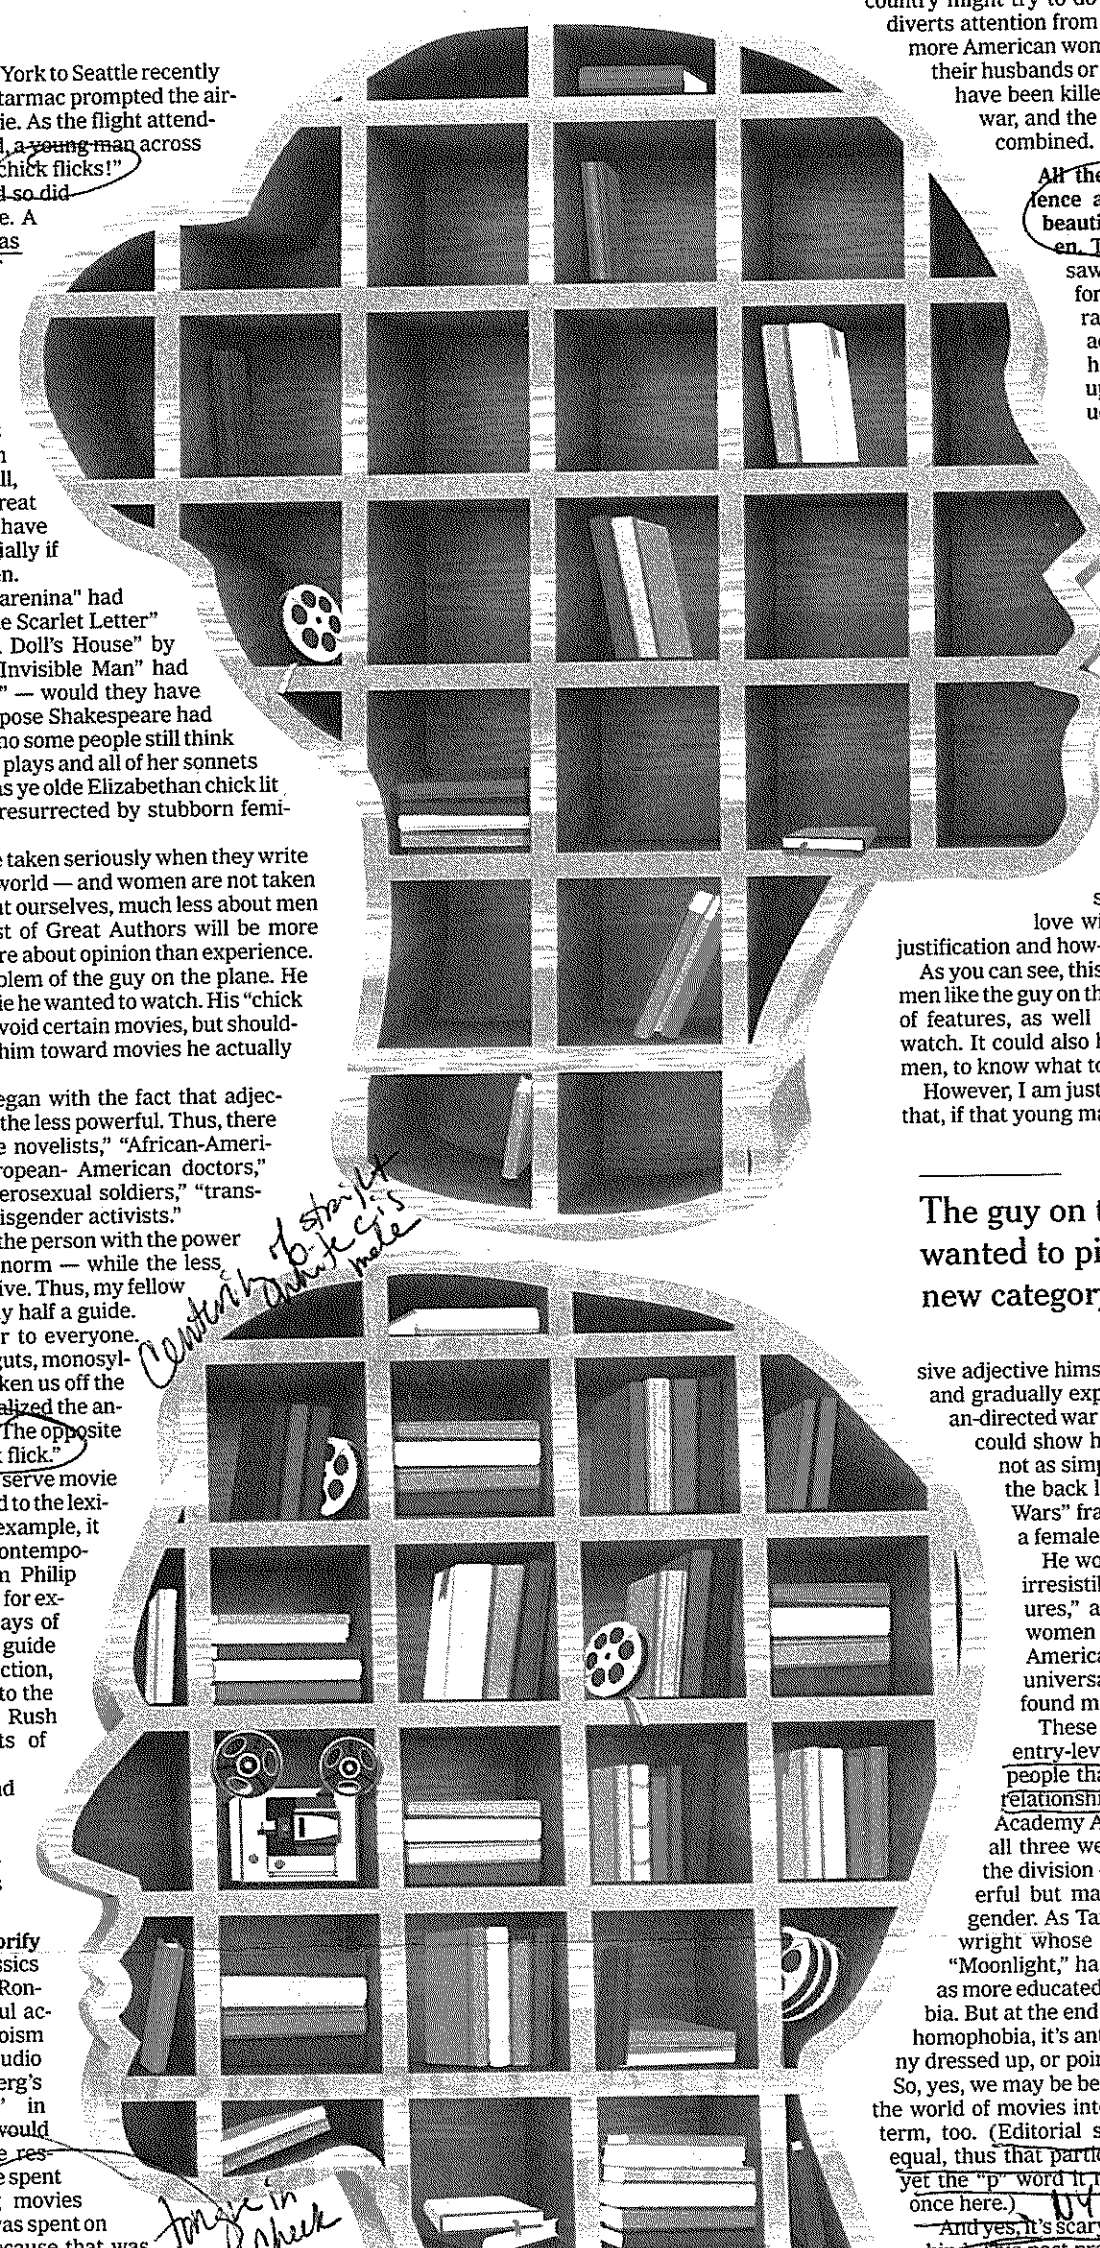 York to Seattle recently
tarmac prompted the air-
ie. As the flight attend-
, a young man across
chick flicks!"
d so did
e. A
as
n
ll,
reat
have
ially if
n.
arenina" had
e Scarlet Letter"
. Doll's House" by
Invisible Man" had
" — would they have
pose Shakespeare had
ho some people still think
plays and all of her sonnets
as ye olde Elizabethan chick lit
resurrected by stubborn femi-
e taken seriously when they write
world — and women are not taken
ut ourselves, much less about men
st of Great Authors will be more
re about opinion than experience.
blem of the guy on the plane. He
ie he wanted to watch. His "chick
void certain movies, but should-
him toward movies he actually
egan with the fact that adjec-
the less powerful. Thus, there
e novelists," "African-Ameri-
ropean- American doctors,"
erosexual soldiers," "trans-
isgender activists."
the person with the power
norm — while the less
ive. Thus, my fellow
ly half a guide.
r to everyone.
guts, monosyl-
ken us off the
alized the an-
The opposite
k flick."
serve movie
d to the lexi-
example, it
ontempo-
m Philip
for ex-
ays of
guide
ction,
to the
Rush
ts of
nd
orify
ssics
Ron-
ul ac-
oism
udio
erg's
" in
would
e res-
e spent
; movies
was spent on
ecause that was
Centering of straight
white cis
male
tongue in
cheek
country might try to do
diverts attention from
more American wom
their husbands or
have been kille
war, and the
combined.
All the
lence a
beauti
en. T
saw
for
ra
ac
h
up
u
s
love wi
justification and how-
As you can see, this
men like the guy on th
of features, as well
watch. It could also h
men, to know what to
However, I am just
that, if that young ma
The guy on t
wanted to pi
new category
sive adjective hims
and gradually exp
an-directed war
could show h
not as simp
the back l
Wars" fra
a female
He wo
irresistil
ures," a
women
America
universa
found m
These
entry-lev
people tha
relationshi
Academy A
all three we
the division
erful but ma
gender. As Ta
wright whose
"Moonlight," ha
as more educated
bia. But at the end
homophobia, it's ant
ny dressed up, or poin
So, yes, we may be be
the world of movies int
term, too. (Editorial s
equal, thus that partic
yet the "p" word it r
once here.)
NY
And yes, it's scary